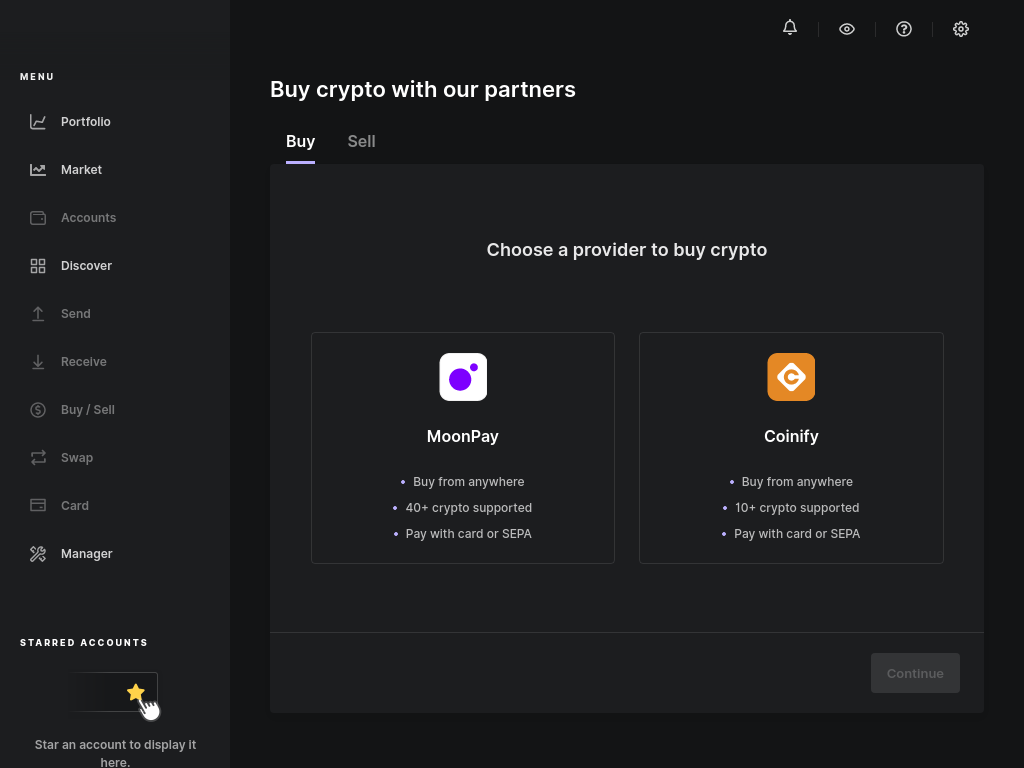 MENU
Portfolio
Market
Accounts
Discover
Send
Receive
Buy / Sell
Swap
Card
Manager
STARRED ACCOUNTS
Star an account to display it
here.
Buy crypto with our partners
Buy
Sell
Choose a provider to buy crypto
MoonPay
• Buy from anywhere
• 40+ crypto supported
• Pay with card or SEPA
Coinify
• Buy from anywhere
• 10+ crypto supported
• Pay with card or SEPA
Continue